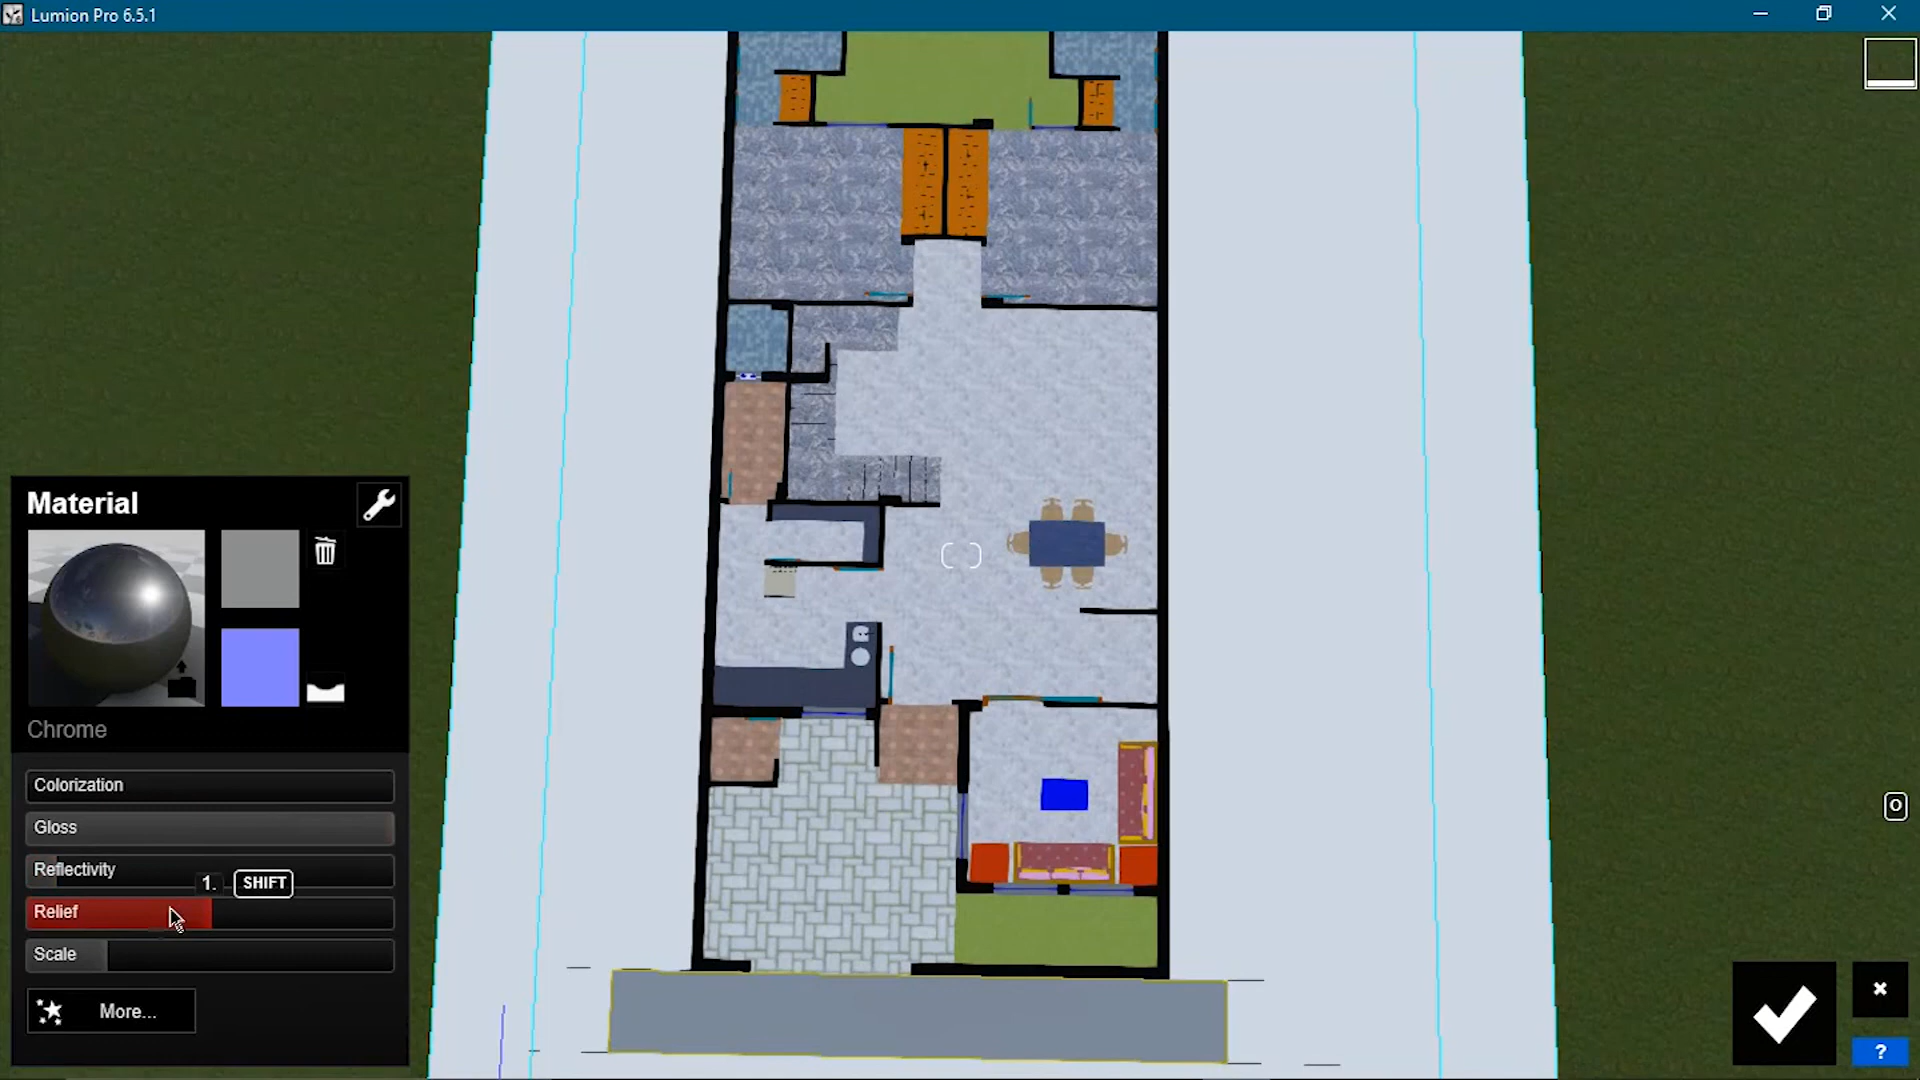 Lumion Pro 6.5.1
Material
Chrome
Colorization
Gloss
Reflectivity
1. SHIFT
Relief
Scale
More...
O
?